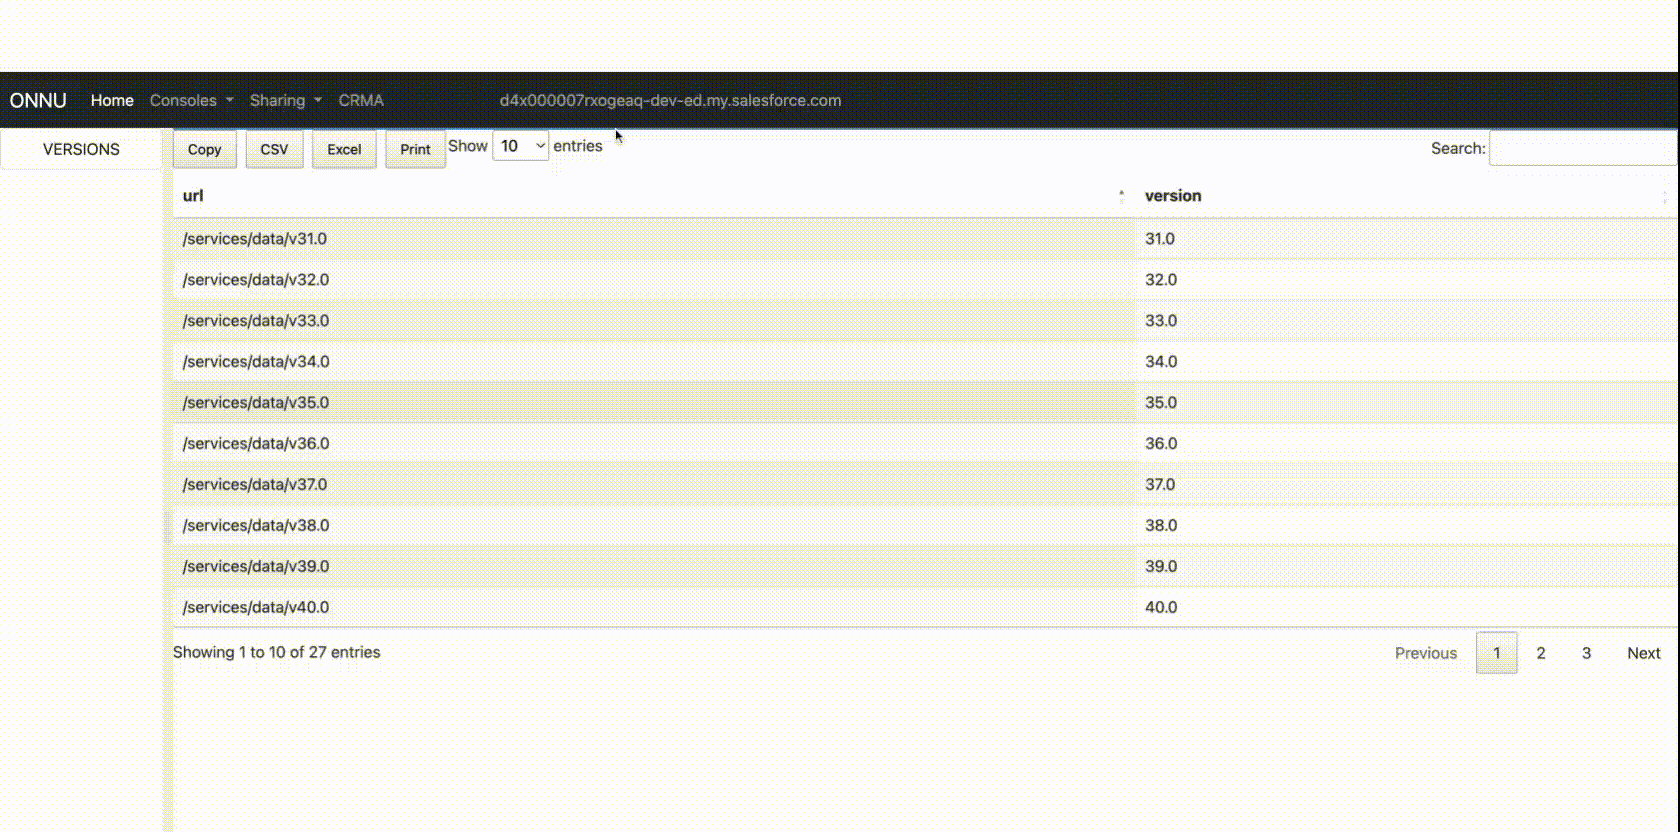 ONNU Home Consoles Sharing CRMA d4x000007rxogeaq-dev-ed.my.salesforce.com
VERSIONS
Copy CSV Excel Print Show 10 entries Search:
url version
/services/data/v31.0 31.0
/services/data/v32.0 32.0
/services/data/v33.0 33.0
/services/data/v34.0 34.0
/services/data/v35.0 35.0
/services/data/v36.0 36.0
/services/data/v37.0 37.0
/services/data/v38.0 38.0
/services/data/v39.0 39.0
/services/data/v40.0 40.0
Showing 1 to 10 of 27 entries Previous 1 2 3 Next